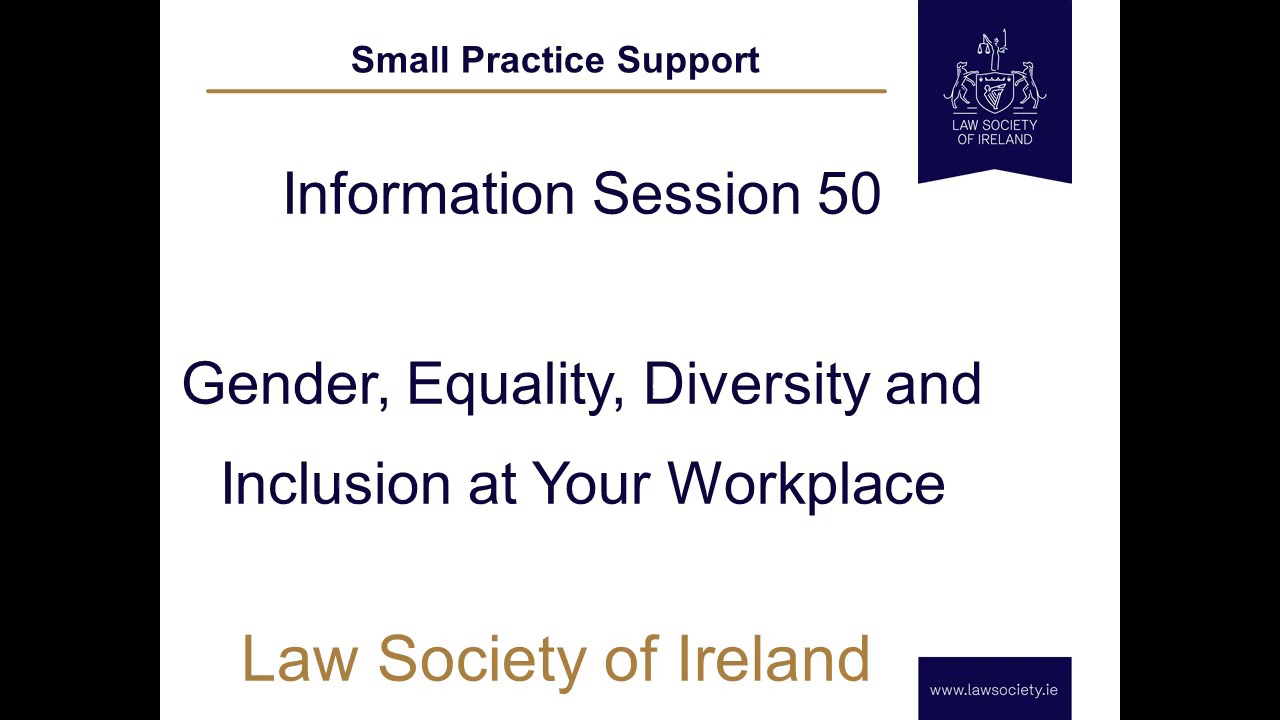 Small Practice Support
LAW SOCIETY
OF IRELAND
Information Session 50
Gender, Equality, Diversity and
Inclusion at Your Workplace
Law Society of Ireland
www.lawsociety.ie